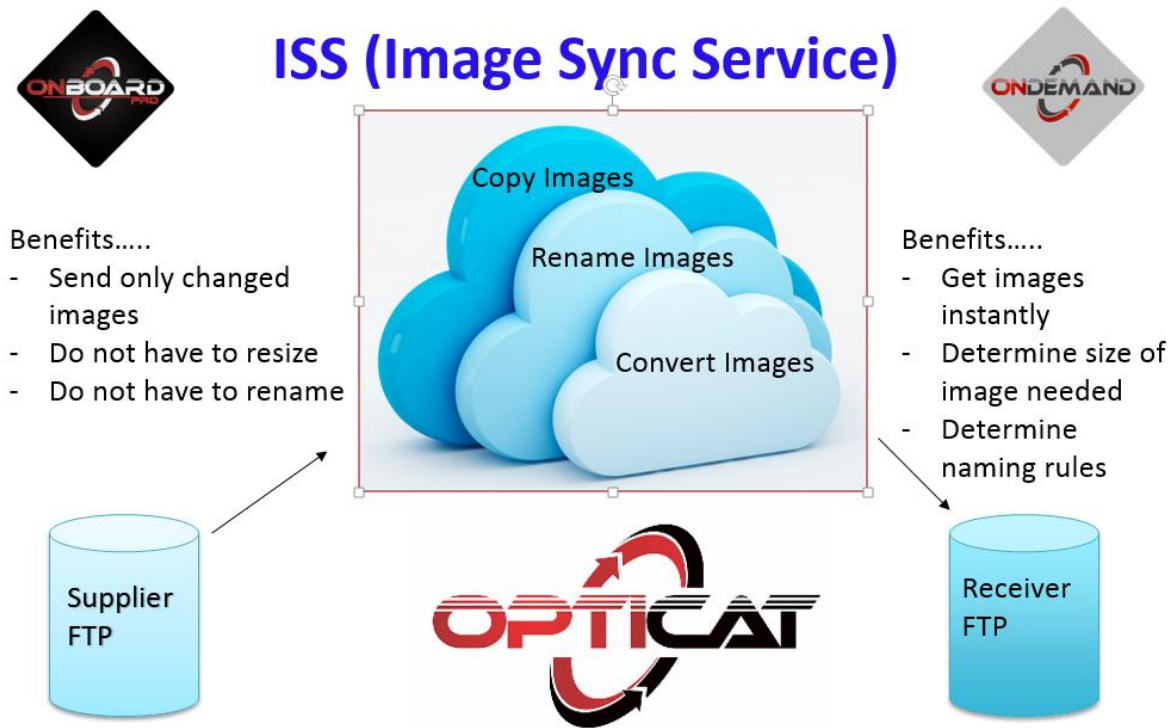 ISS (Image Sync Service)
ONBOARD
PRO
ONDEMAND
Copy Images
Rename Images
Convert Images
Benefits.....
- Send only changed
images
- Do not have to resize
- Do not have to rename
Benefits.....
- Get images
instantly
- Determine size of
image needed
- Determine
naming rules
Supplier
FTP
OPTICAT
Receiver
FTP